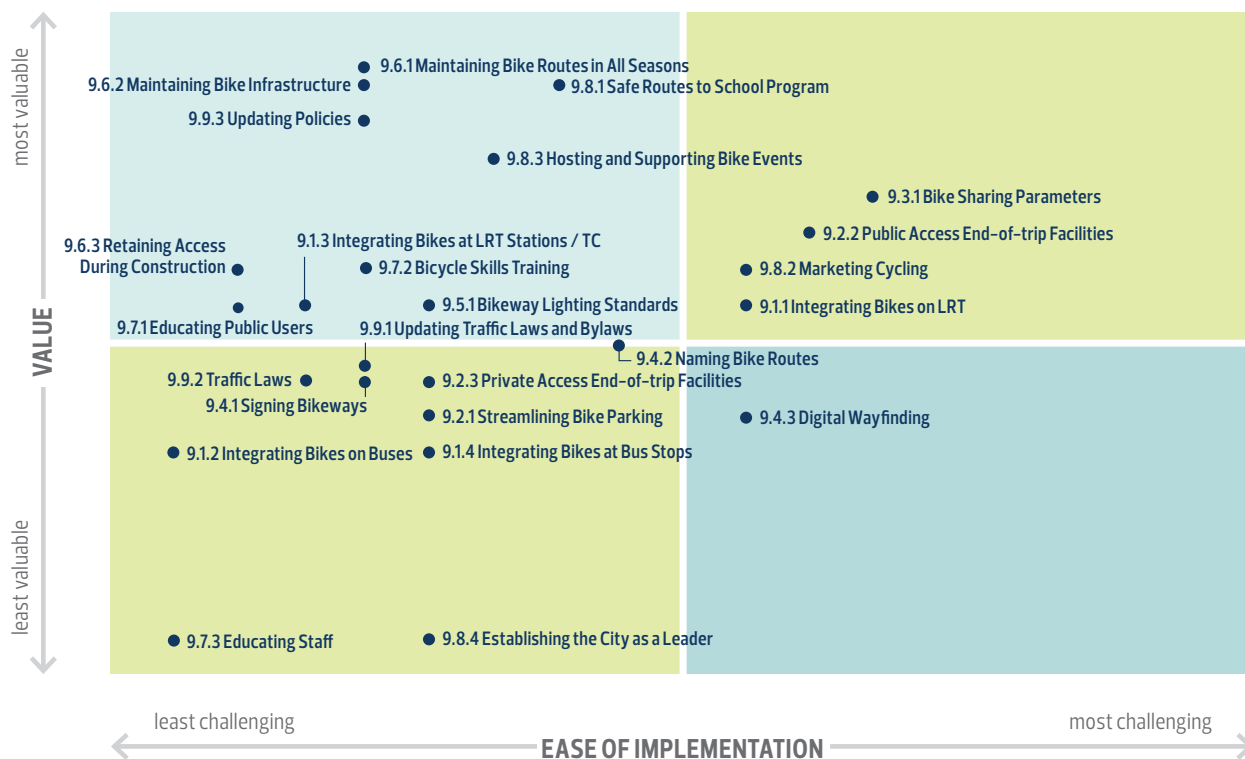 most valuable
VALUE
least valuable
9.6.1 Maintaining Bike Routes in All Seasons
9.6.2 Maintaining Bike Infrastructure
9.8.1 Safe Routes to School Program
9.9.3 Updating Policies
9.8.3 Hosting and Supporting Bike Events
9.3.1 Bike Sharing Parameters
9.2.2 Public Access End-of-trip Facilities
9.6.3 Retaining Access
During Construction
9.1.3 Integrating Bikes at LRT Stations / TC
9.7.2 Bicycle Skills Training
9.8.2 Marketing Cycling
9.5.1 Bikeway Lighting Standards
9.1.1 Integrating Bikes on LRT
9.7.1 Educating Public Users
9.9.1 Updating Traffic Laws and Bylaws
9.4.2 Naming Bike Routes
9.9.2 Traffic Laws
9.2.3 Private Access End-of-trip Facilities
9.4.1 Signing Bikeways
9.2.1 Streamlining Bike Parking
9.4.3 Digital Wayfinding
9.1.2 Integrating Bikes on Buses
9.1.4 Integrating Bikes at Bus Stops
9.7.3 Educating Staff
9.8.4 Establishing the City as a Leader
least challenging
most challenging
EASE OF IMPLEMENTATION